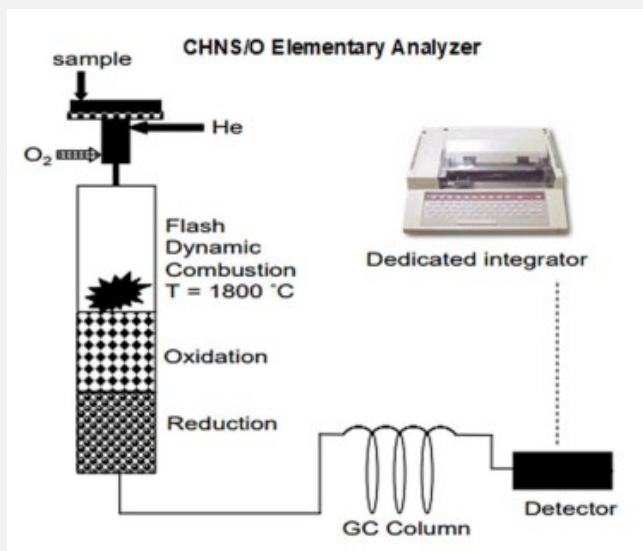 CHNS/O Elementary Analyzer
sample
He
O₂
Flash
Dynamic
Combustion
T = 1800 °C
Dedicated integrator
Oxidation
Reduction
GC Column
Detector